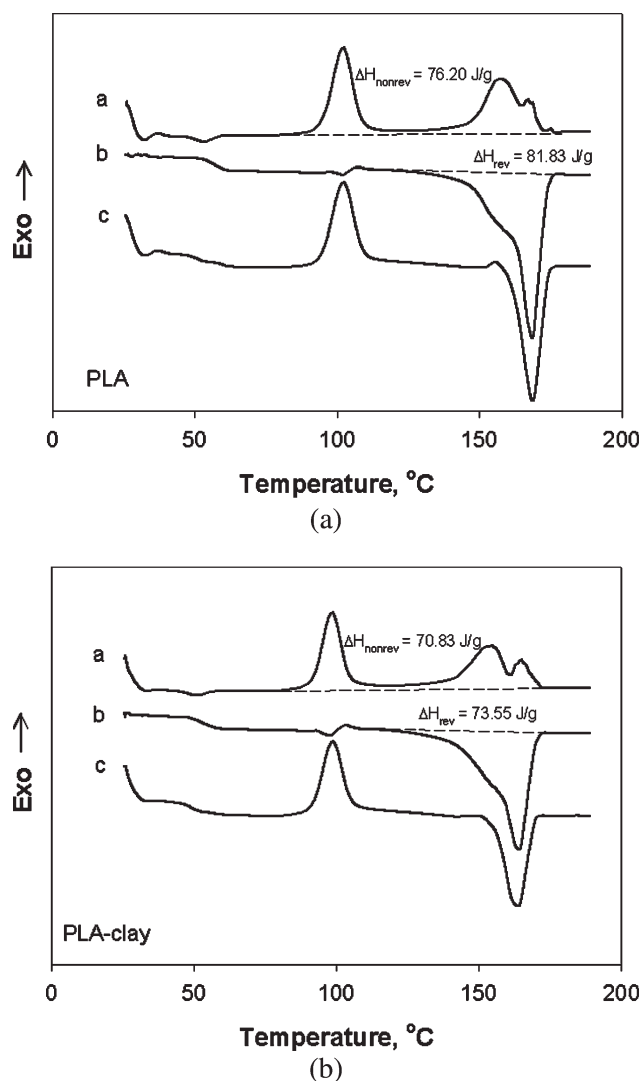 a
ΔHnonrev = 76.20 J/g
b
ΔHrev = 81.83 J/g
c
Exo →
PLA
0 50 100 150 200
Temperature, °C
(a)
a
ΔHnonrev = 70.83 J/g
b
ΔHrev = 73.55 J/g
c
Exo →
PLA-clay
0 50 100 150 200
Temperature, °C
(b)